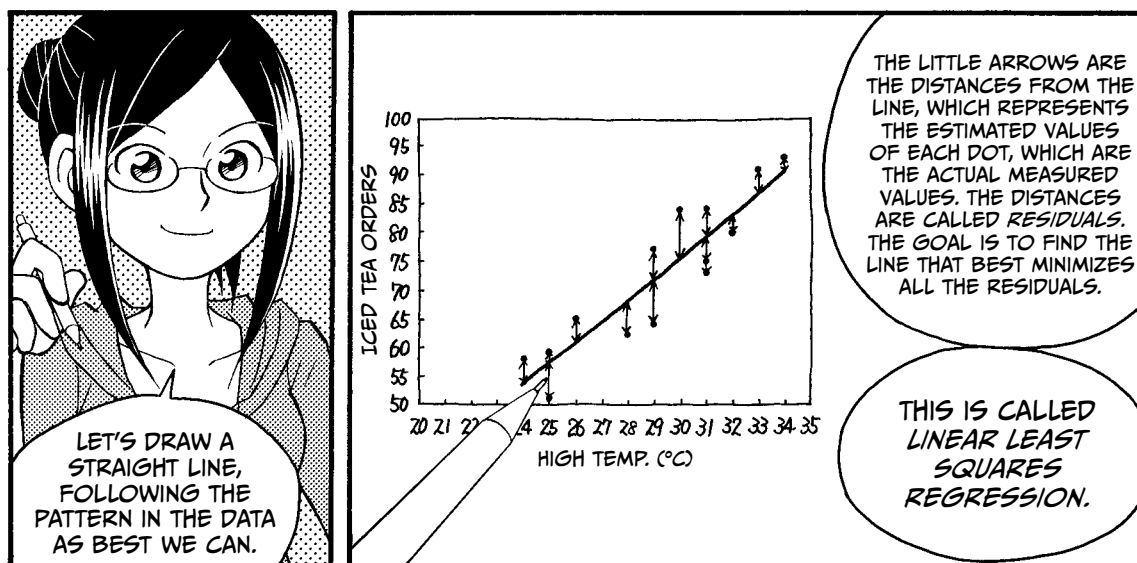 LET'S DRAW A
STRAIGHT LINE,
FOLLOWING THE
PATTERN IN THE DATA
AS BEST WE CAN.
100
95
90
85
80
75
70
65
60
55
50
ICED TEA ORDERS
20 21 22 24 25 26 27 28 29 30 31 32 33 34 35
HIGH TEMP. (°C)
THE LITTLE ARROWS ARE
THE DISTANCES FROM THE
LINE, WHICH REPRESENTS
THE ESTIMATED VALUES
OF EACH DOT, WHICH ARE
THE ACTUAL MEASURED
VALUES. THE DISTANCES
ARE CALLED RESIDUALS.
THE GOAL IS TO FIND THE
LINE THAT BEST MINIMIZES
ALL THE RESIDUALS.
THIS IS CALLED
LINEAR LEAST
SQUARES
REGRESSION.